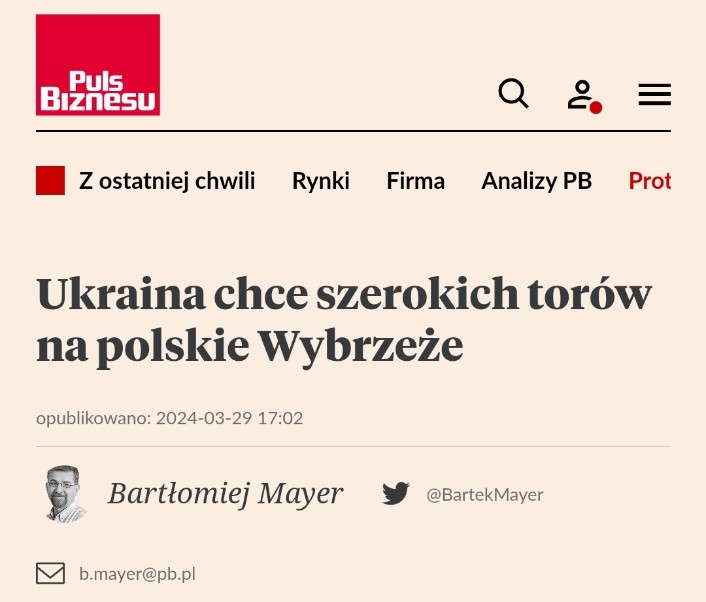 Puls
Biznesu
Z ostatniej chwili Rynki Firma Analizy PB Prot
Ukraina chce szerokich torów
na polskie Wybrzeże
opublikowano: 2024-03-29 17:02
Bartłomiej Mayer @BartekMayer
b.mayer@pb.pl